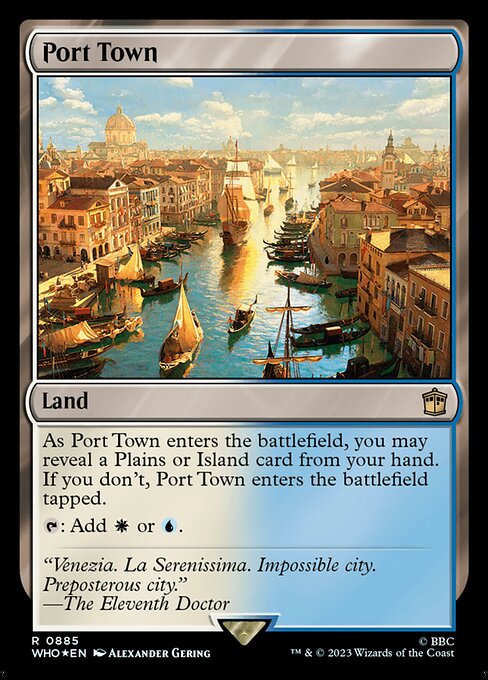 Port Town
Land
As Port Town enters the battlefield, you may
reveal a Plains or Island card from your hand.
If you don't, Port Town enters the battlefield
tapped.
: Add or .
“Venezia. La Serenissima. Impossible city.
Preposterous city.”
—The Eleventh Doctor
R 0885
WHO★EN Alexander Gering
© BBC
™ & © 2023 Wizards of the Coast